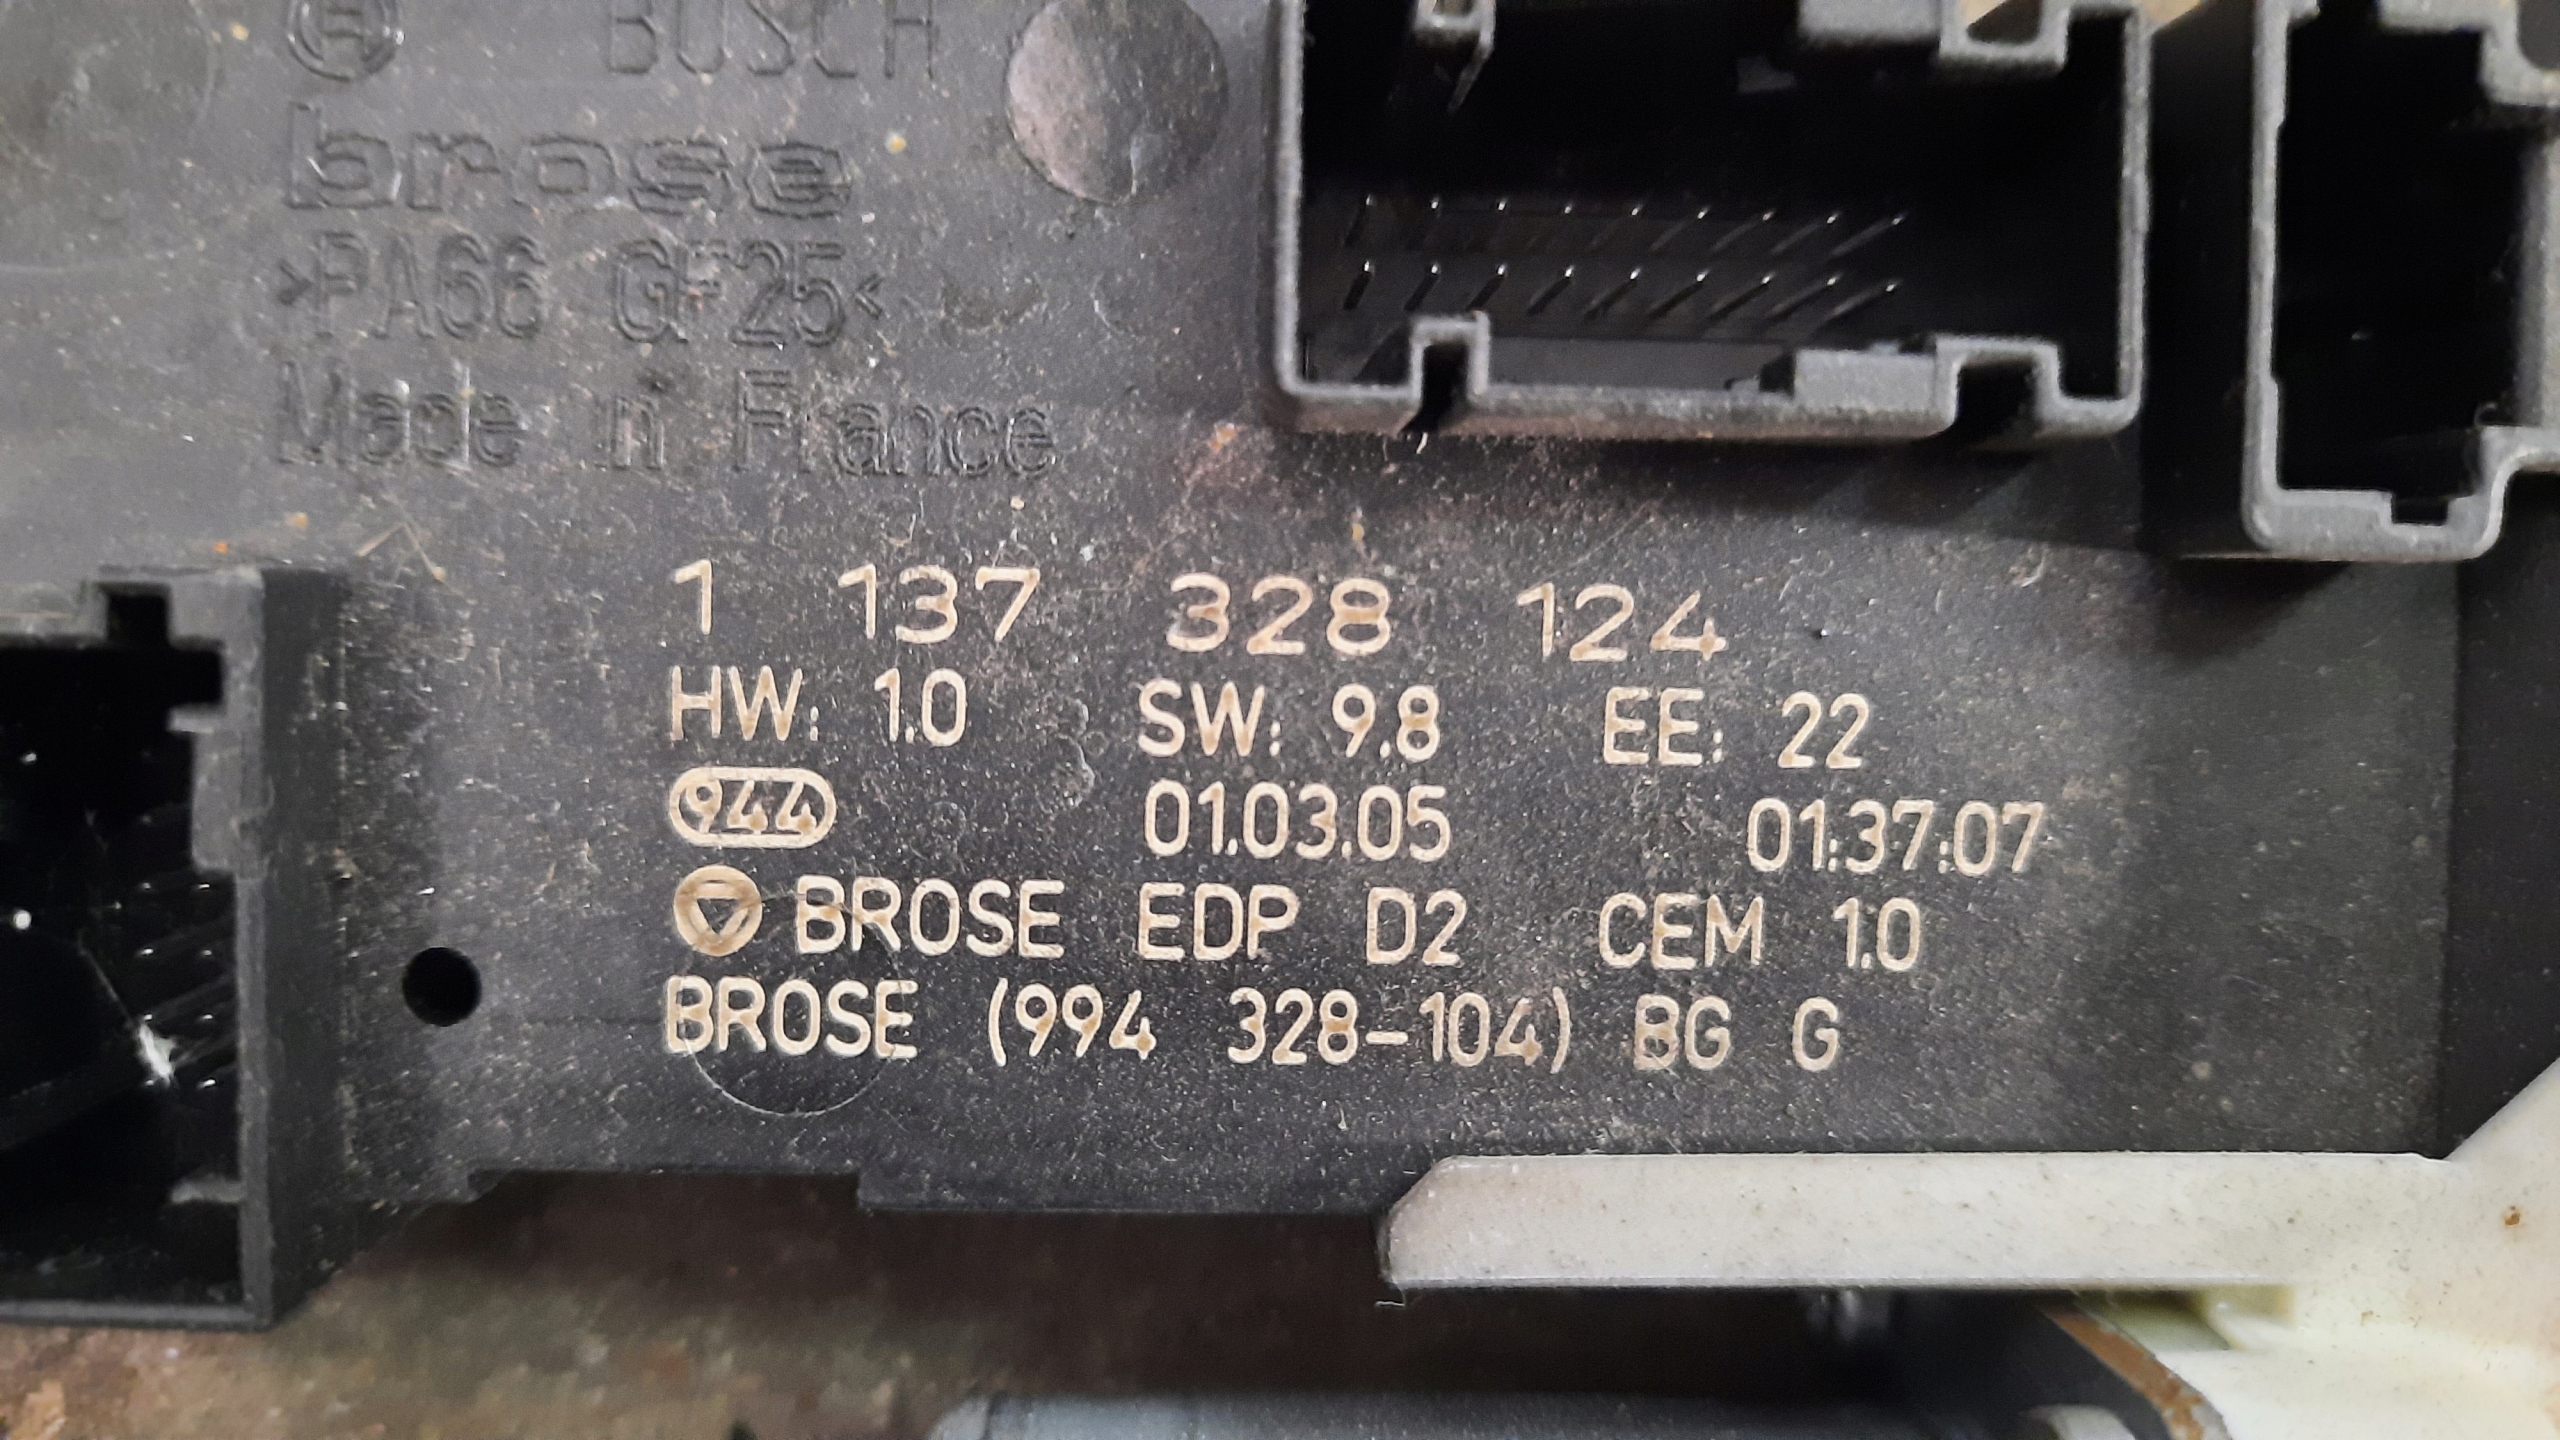 BOSCH
brose
>PA66 GF25<
Made in France
1 137 328 124
HW: 1.0 SW: 9.8 EE: 22
944 01.03.05 01:37:07
BROSE EDP D2 CEM 1.0
BROSE (994 328-104) BG G